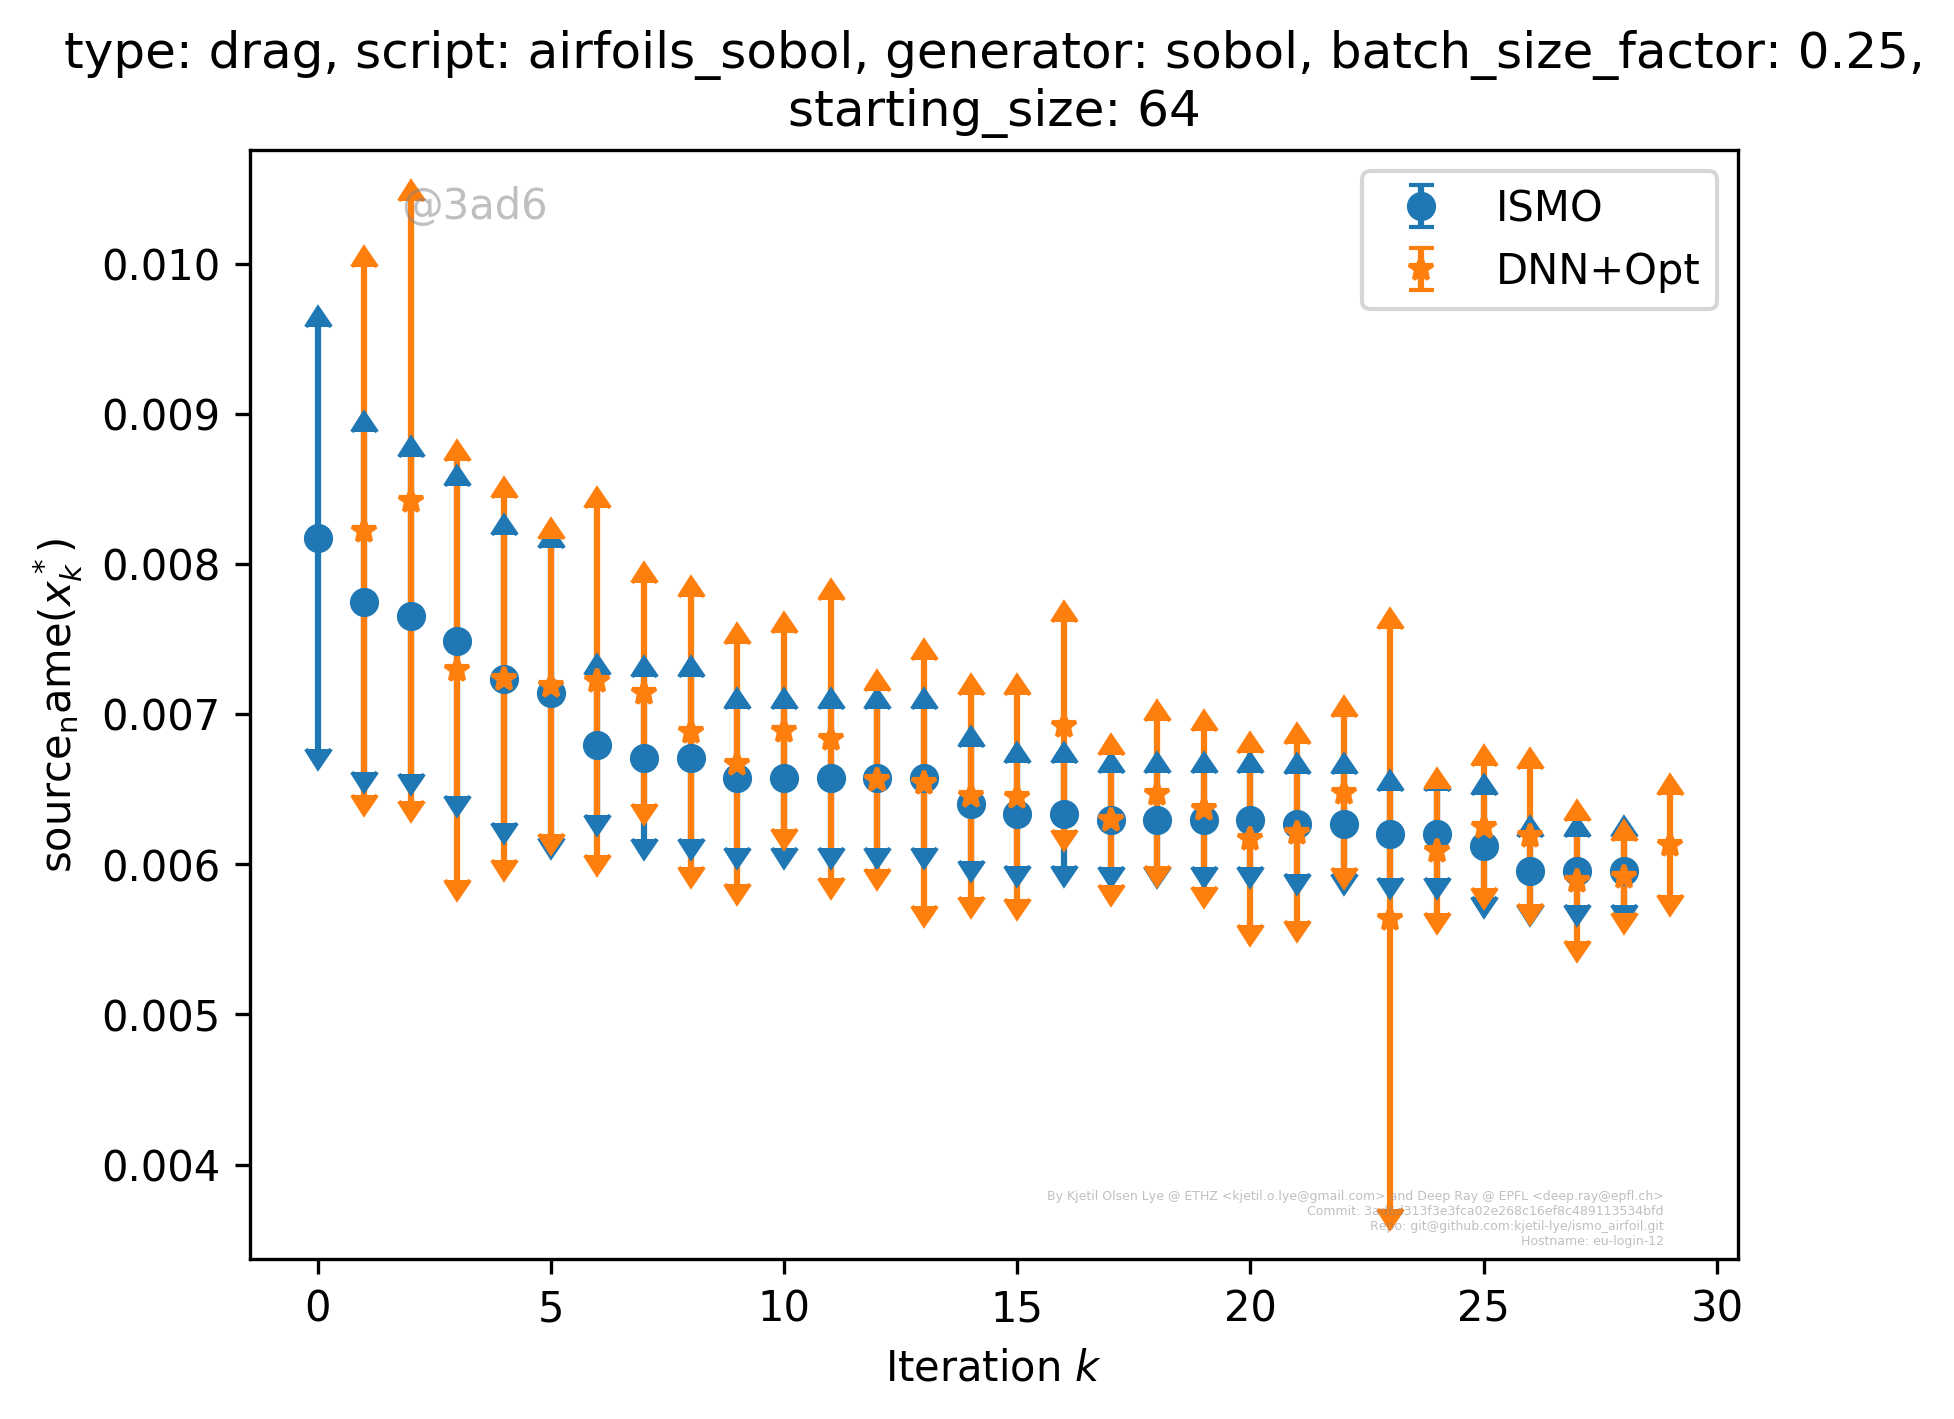 type: drag, script: airfoils_sobol, generator: sobol, batch_size_factor: 0.25,
starting_size: 64
@3ad6
ISMO
DNN+Opt
0.010
0.009
0.008
0.007
0.006
0.005
0.004
sourceₙame(x*ₖ)
By Kjetil Olsen Lye @ ETHZ <kjetil.o.lye@gmail.com> and Deep Ray @ EPFL <deep.ray@epfl.ch>
Commit:
Repo: git@github.com:kjetil-lye/ismo_airfoil.git
Hostname: eu-login-12
0 5 10 15 20 25 30
Iteration k